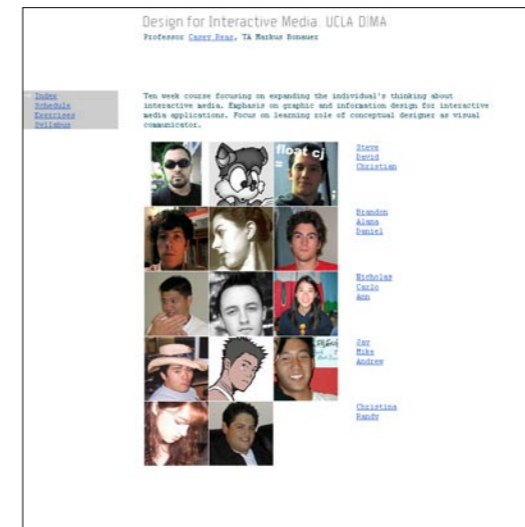 Design for Interactive Media. UCLA D|MA
Professor Casey Reas, TA Markus Bonauer
Index
Schedule
Exercises
Syllabus
Ten week course focusing on expanding the individual's thinking about
interactive media. Emphasis on graphic and information design for interactive
media applications. Focus on learning role of conceptual designer as visual
communicator.
float cj
=
;
Steve
David
Christian
Brandon
Alana
Daniel
Nicholas
Carlo
Ann
Jay
Mike
Andrew
Christina
Randy